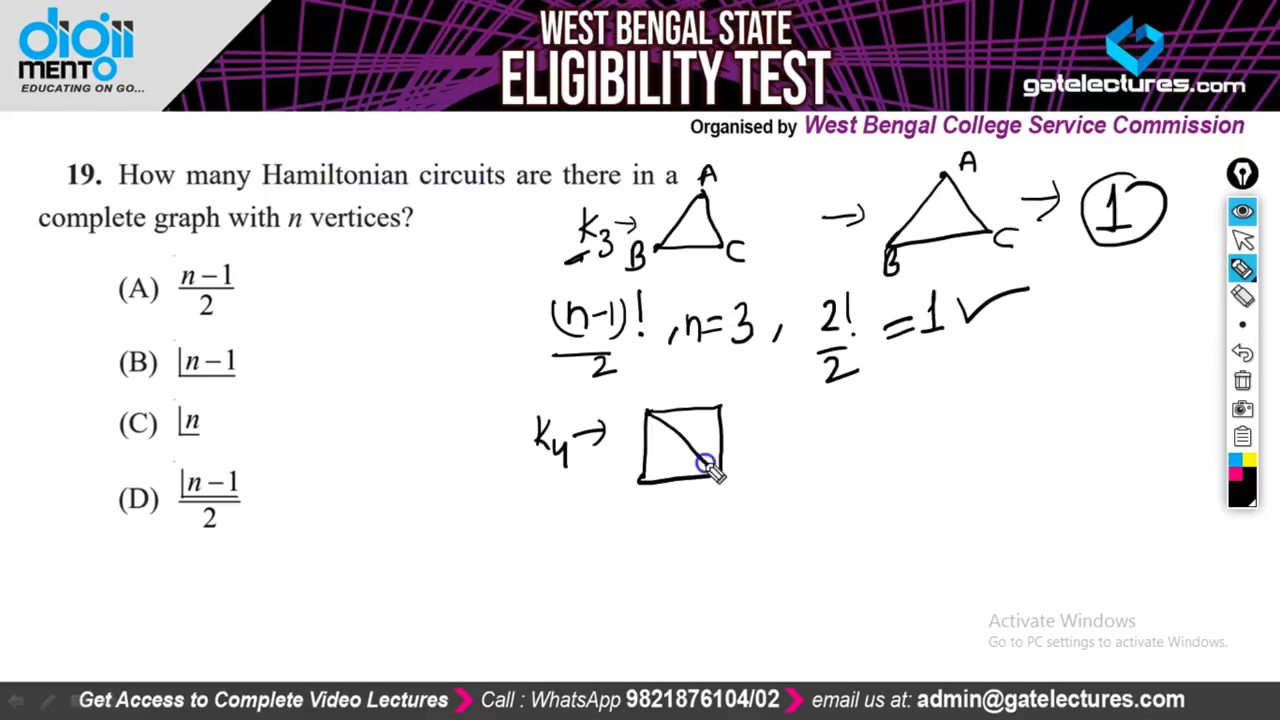 digii
mento
EDUCATING ON GO...
WEST BENGAL STATE
ELIGIBILITY TEST
gatelectures.com
Organised by West Bengal College Service Commission
19. How many Hamiltonian circuits are there in a
complete graph with n vertices?
(A) n−1
2
(B) ⌊n−1
(C) ⌊n
(D) ⌊n−1
2
K3 → A B C → A B C → 1
(n-1)!/2 , n=3 , 2!/2 = 1 ✓
K4 →
Activate Windows
Go to PC settings to activate Windows.
Get Access to Complete Video Lectures Call : WhatsApp 9821876104/02 email us at: admin@gatelectures.com